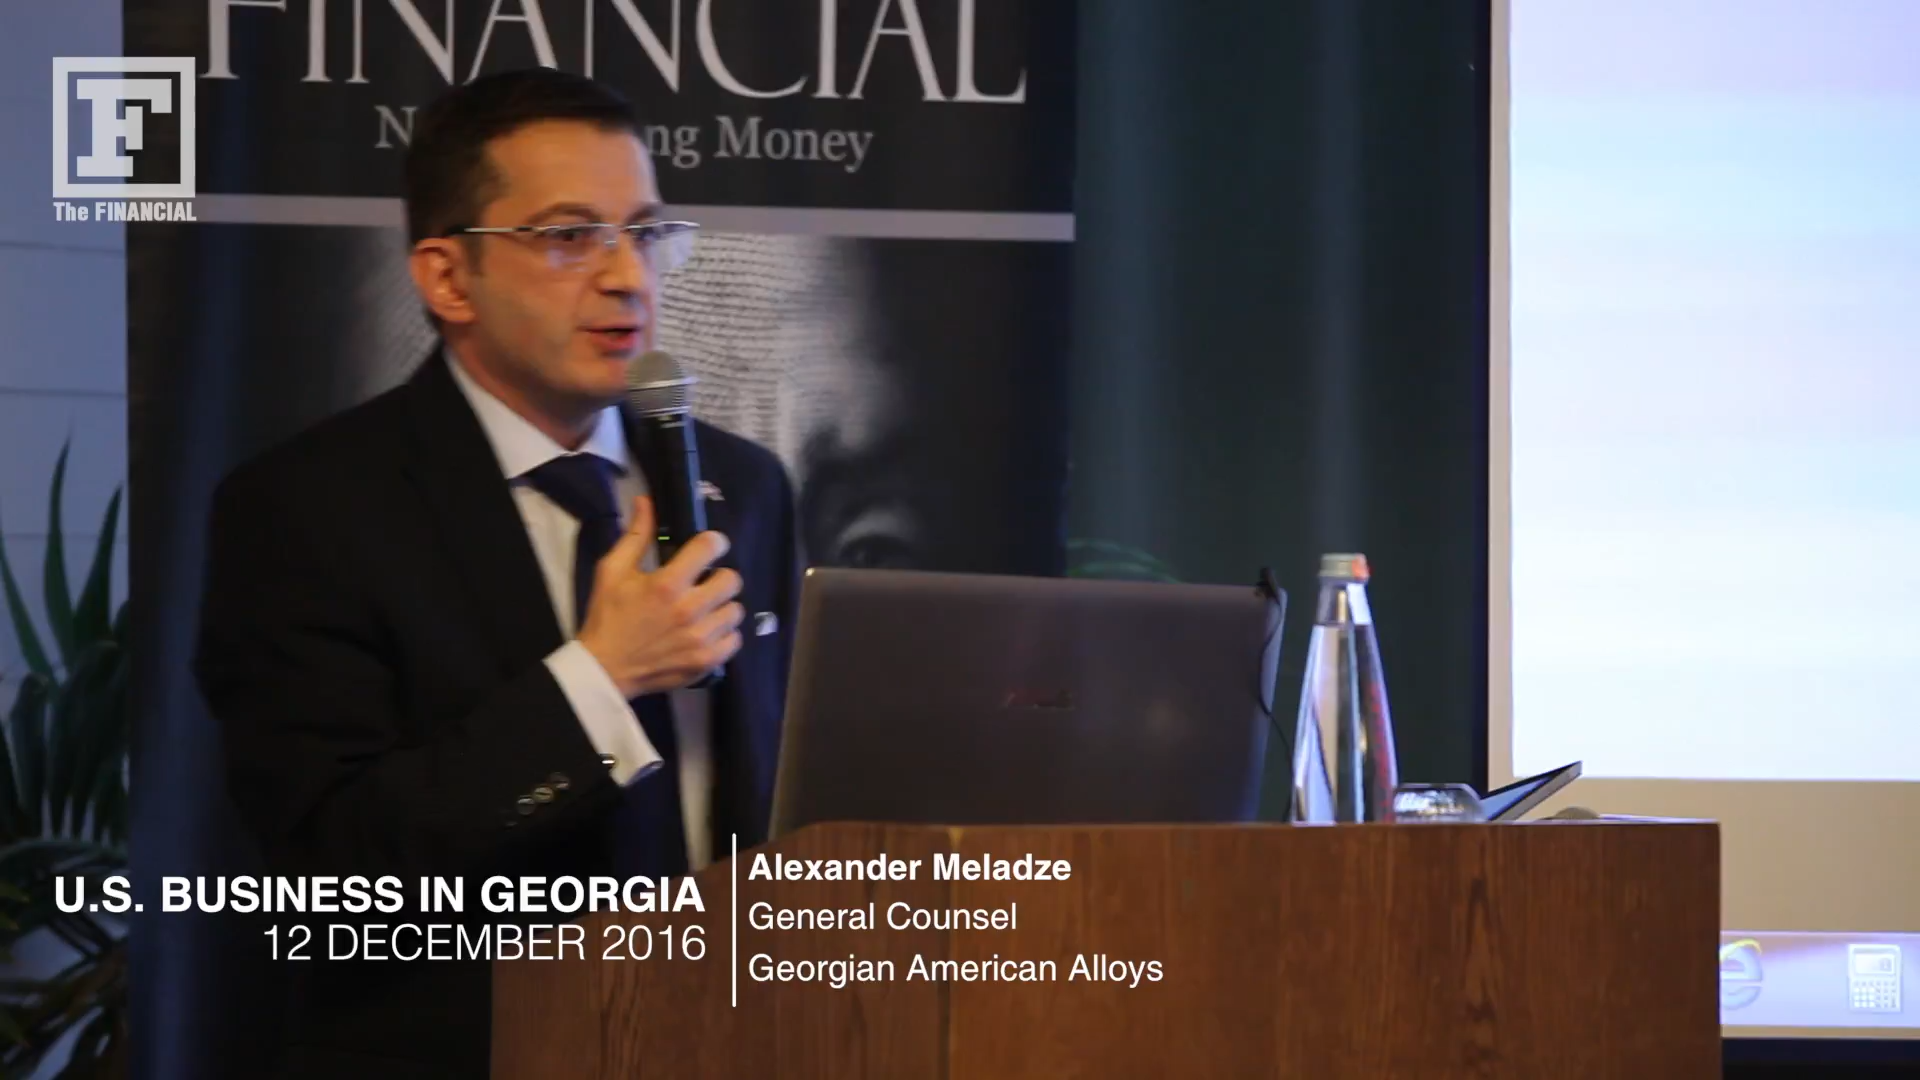 FINANCIAL
ng Money
F
The FINANCIAL
U.S. BUSINESS IN GEORGIA
12 DECEMBER 2016
Alexander Meladze
General Counsel
Georgian American Alloys